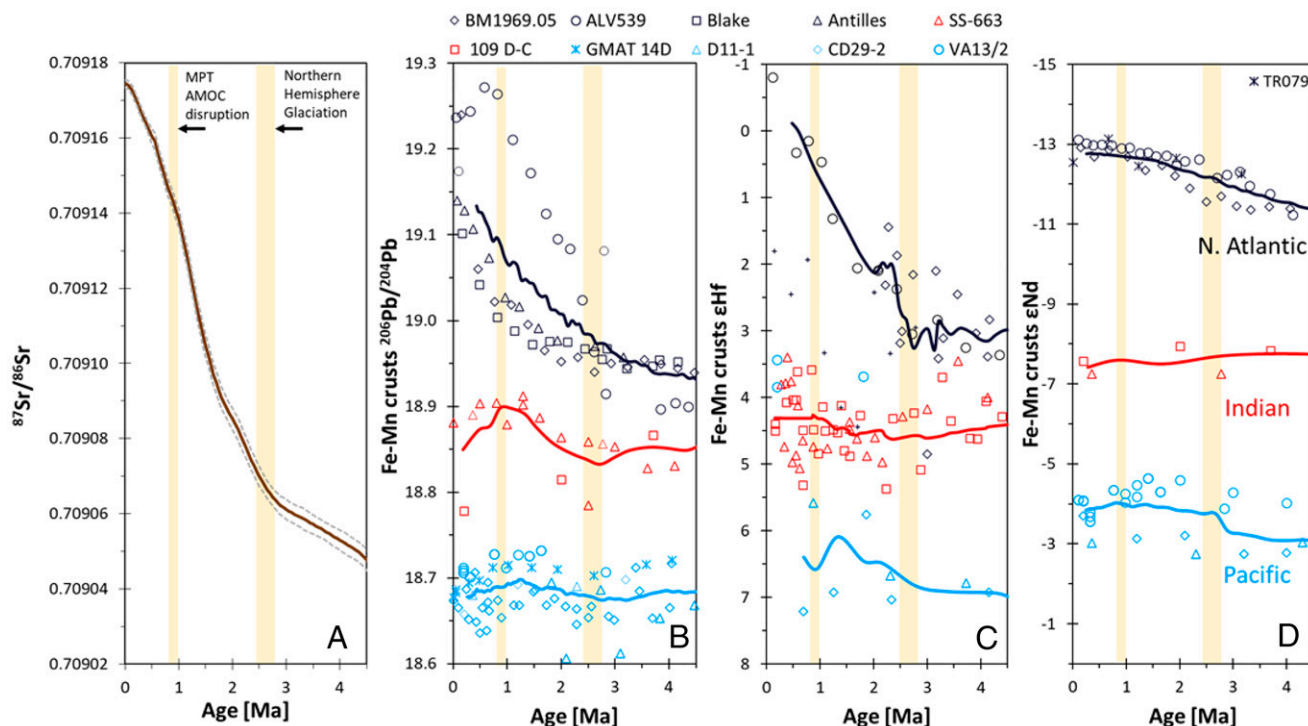 BM1969.05 ALV539 Blake Antilles SS-663
109 D-C GMAT 14D D11-1 CD29-2 VA13/2
⁸⁷Sr/⁸⁶Sr
0.70918
0.70916
0.70914
0.70912
0.70910
0.70908
0.70906
0.70904
0.70902
MPT
AMOC
disruption
Northern
Hemisphere
Glaciation
A
0 1 2 3 4
Age [Ma]
Fe-Mn crusts ²⁰⁶Pb/²⁰⁴Pb
19.3
19.2
19.1
19.0
18.9
18.8
18.7
18.6
B
0 1 2 3 4
Age [Ma]
Fe-Mn crusts εHf
-1
0
1
2
3
4
5
6
7
8
C
0 1 2 3 4
Age [Ma]
Fe-Mn crusts εNd
-15
-13
-11
-9
-7
-5
-3
-1
TR079
N. Atlantic
Indian
Pacific
D
0 1 2 3 4
Age [Ma]